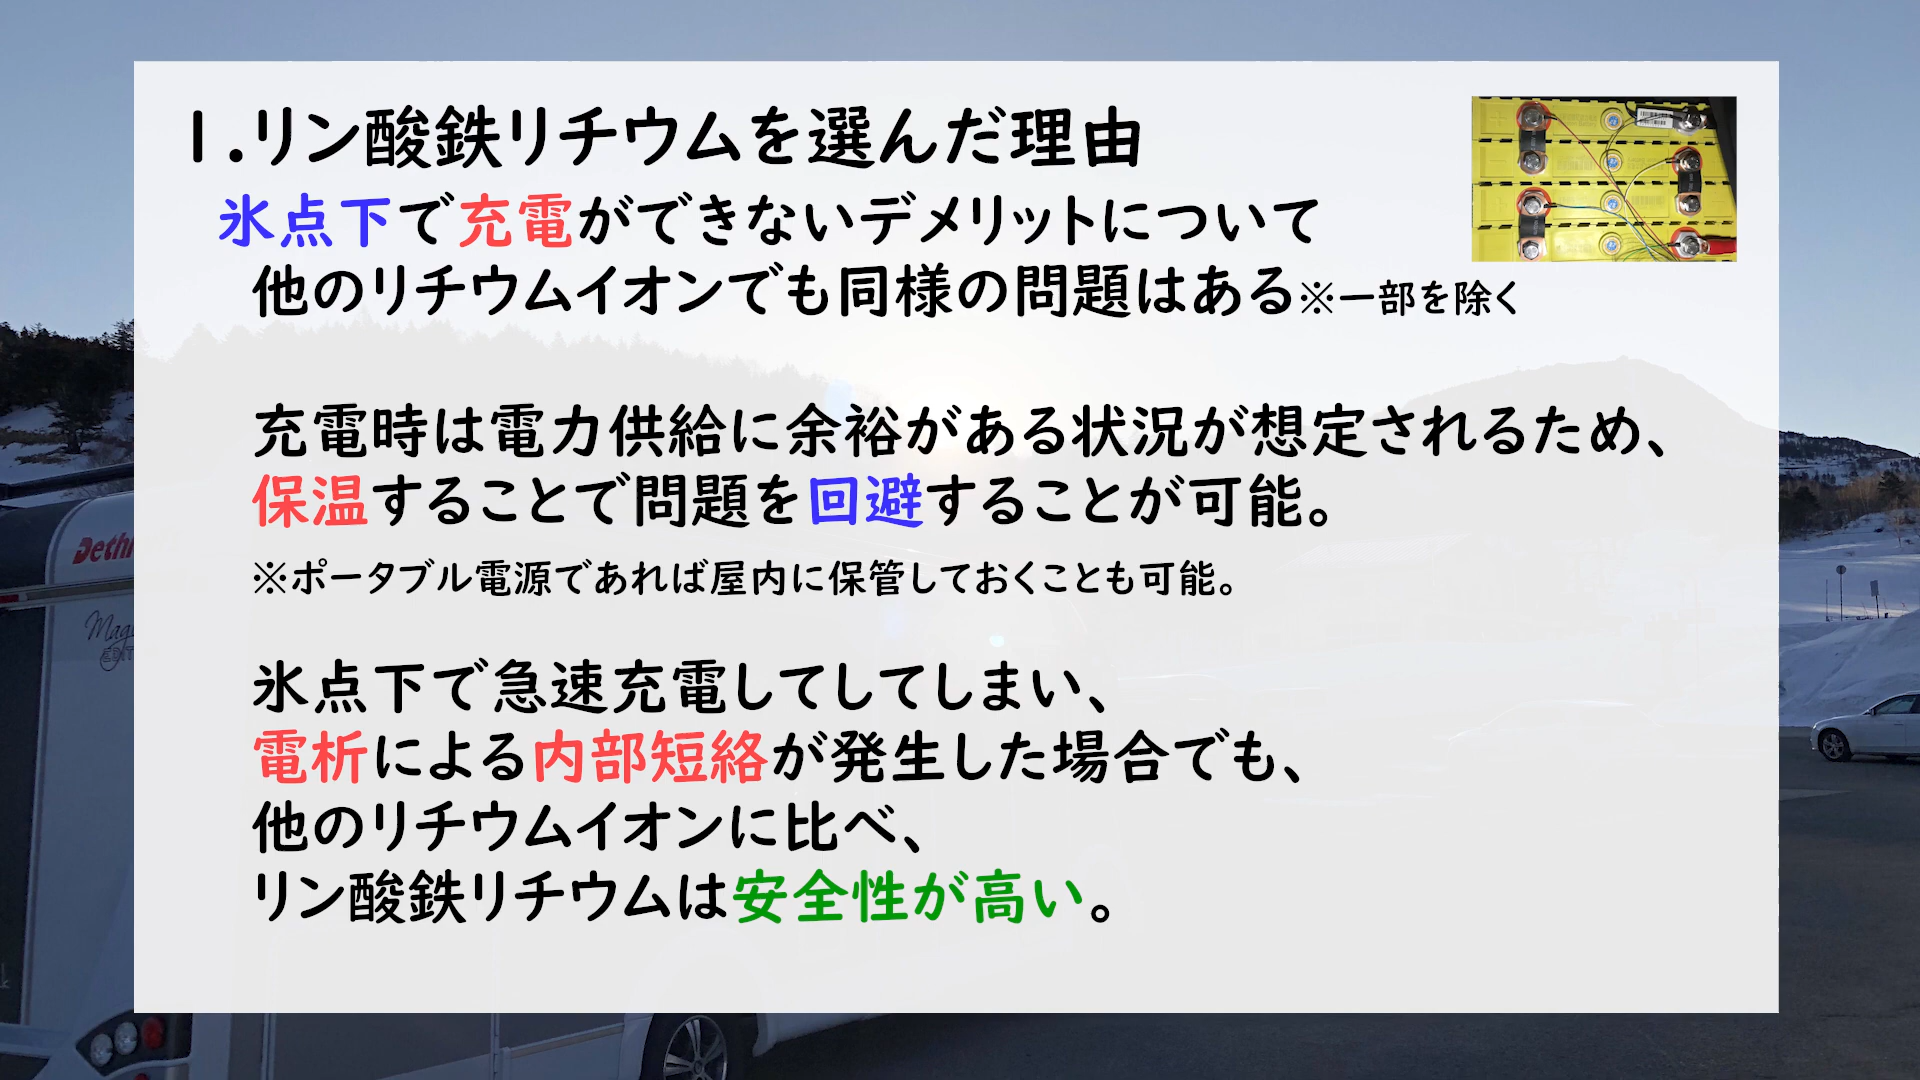 1.リン酸鉄リチウムを選んだ理由
氷点下で充電ができないデメリットについて
他のリチウムイオンでも同様の問題はある※一部を除く
充電時は電力供給に余裕がある状況が想定されるため、
保温することで問題を回避することが可能。
※ポータブル電源であれば屋内に保管しておくことも可能。
氷点下で急速充電してしてしまい、
電析による内部短絡が発生した場合でも、
他のリチウムイオンに比べ、
リン酸鉄リチウムは安全性が高い。